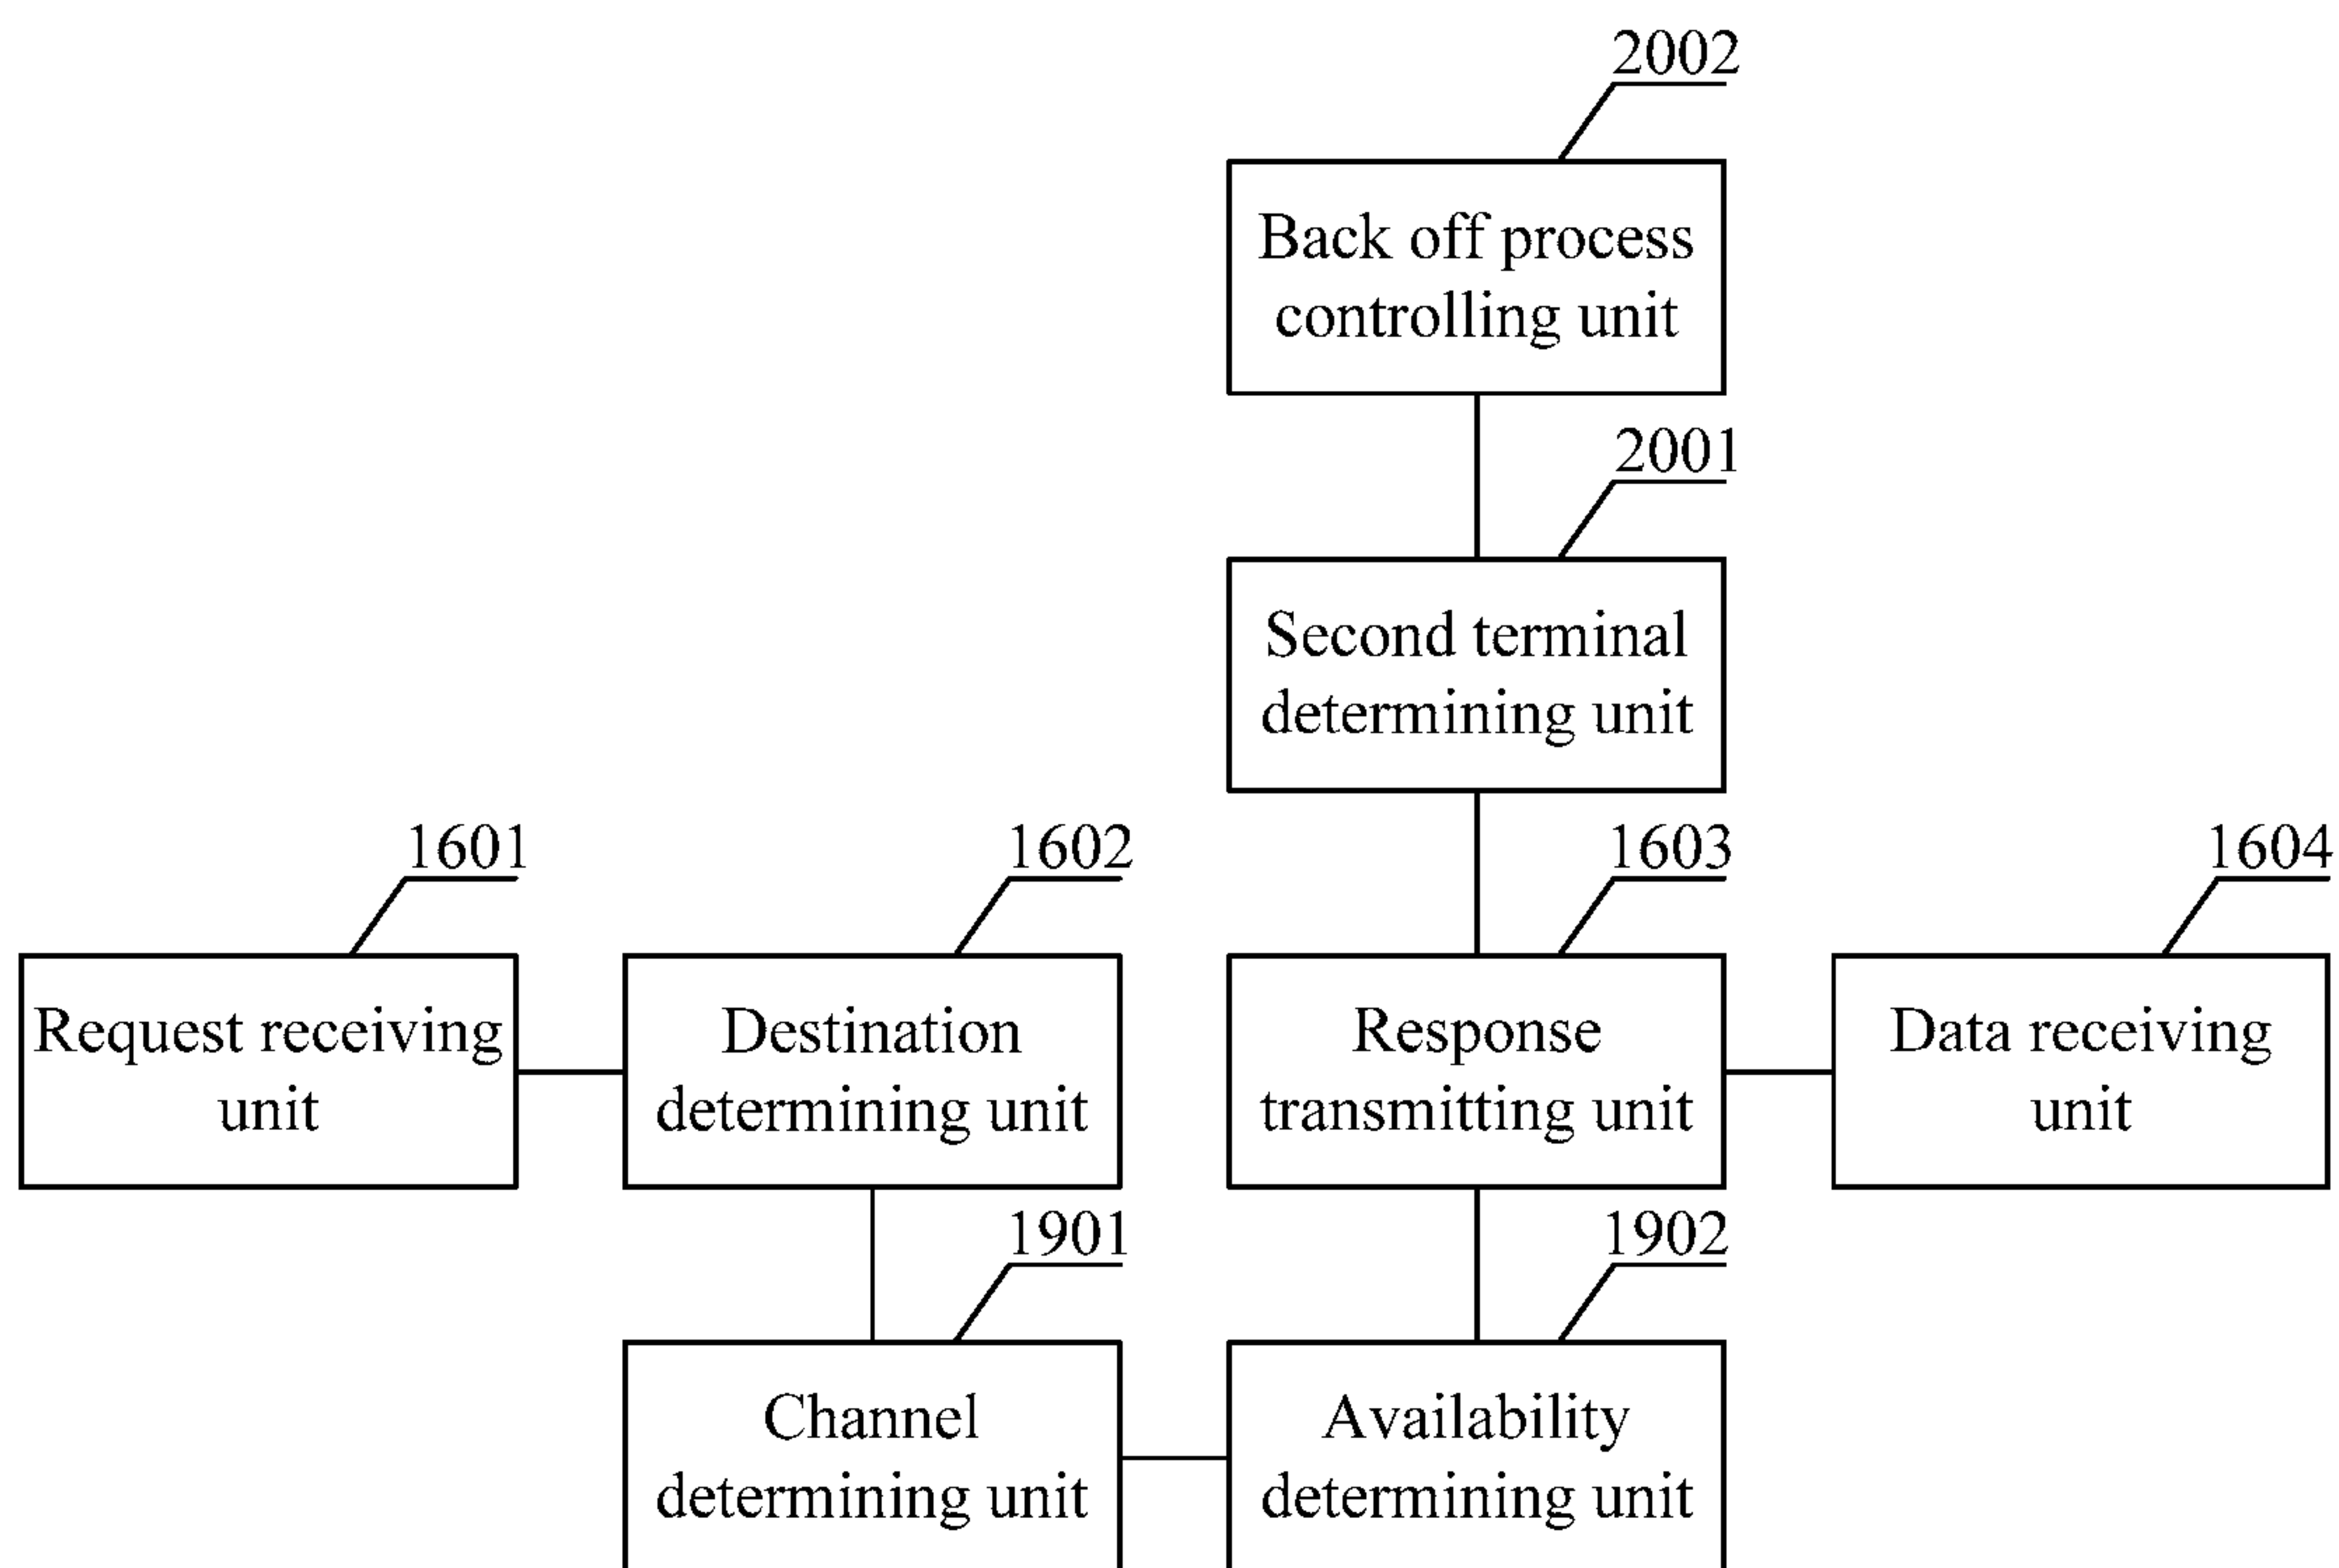 2002
Back off process
controlling unit
2001
Second terminal
determining unit
1601
1602
1603
1604
Request receiving
unit
Destination
determining unit
Response
transmitting unit
Data receiving
unit
1901
1902
Channel
determining unit
Availability
determining unit